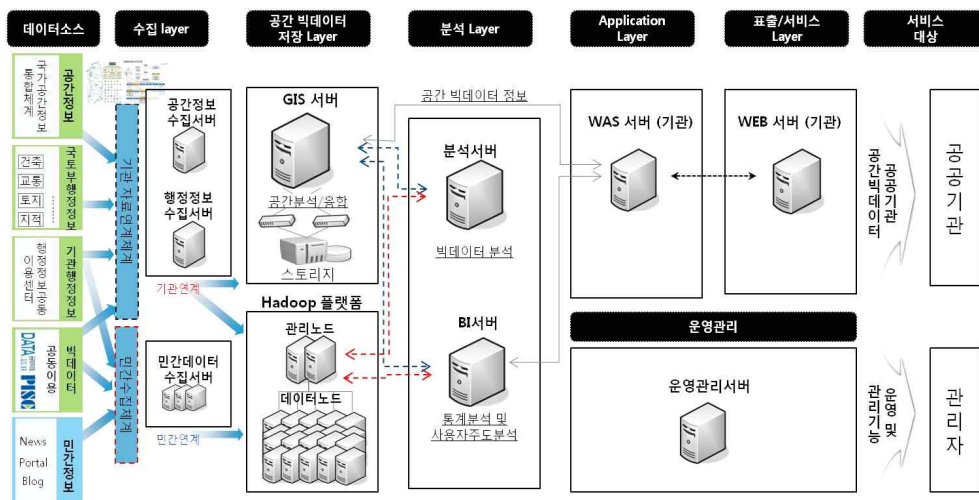 데이터소스
수집 layer
공간 빅데이터
저장 Layer
분석 Layer
Application
Layer
표출/서비스
Layer
서비스
대상
국가공간정보
통합체계
공간정보
건축
교통
토지
지적
국토부행정정보
행정정보공동
이용센터
기관행정정보
DATA
PISC
공동이용
빅데이터
News
Portal
Blog
민간정보
기관 자료연계체계
민간수집체계
공간정보
수집서버
행정정보
수집서버
기관연계
민간데이터
수집서버
민간연계
GIS 서버
공간분석/융합
스토리지
Hadoop 플랫폼
관리노드
데이터노드
공간 빅데이터 정보
분석서버
빅데이터 분석
BI서버
통계분석 및
사용자주도분석
WAS 서버 (기관)
WEB 서버 (기관)
운영관리
운영관리서버
공공기관
공간빅데이터
공공기관
운영 및
관리기능
관리자